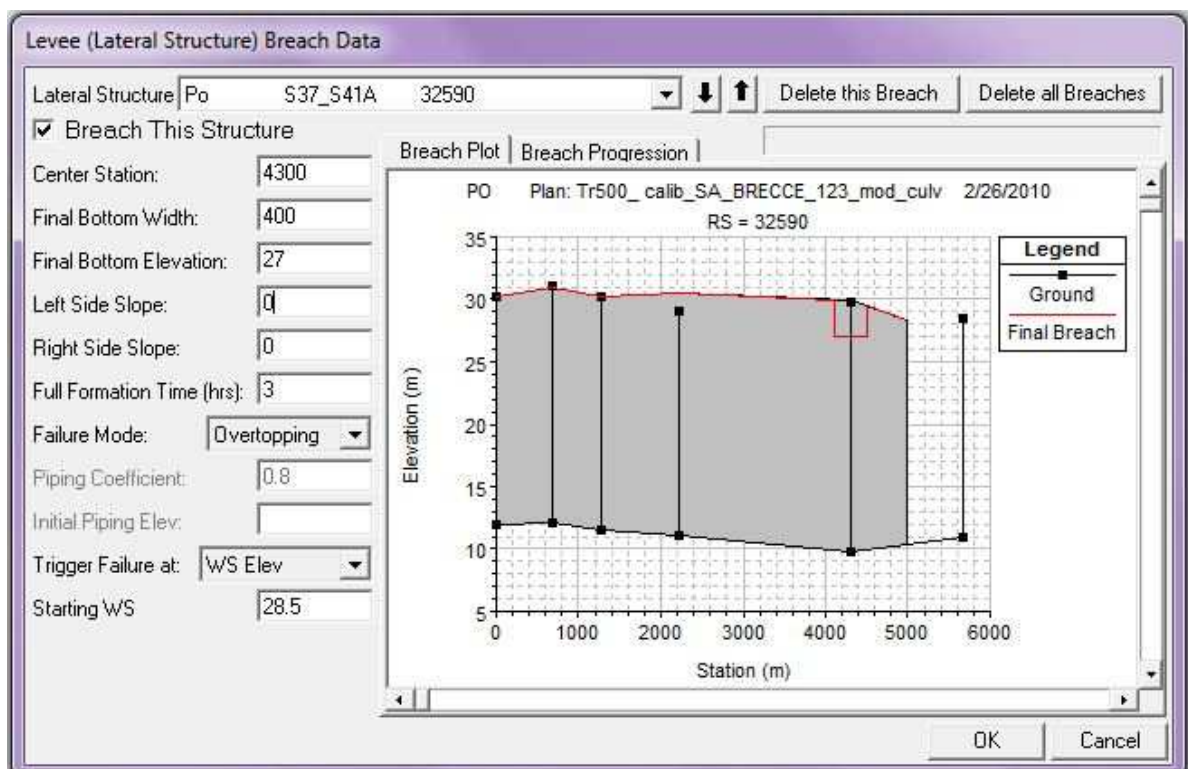 Levee (Lateral Structure) Breach Data
Lateral Structure Po S37_S41A 32590 Delete this Breach Delete all Breaches
Breach This Structure
Breach Plot Breach Progression
Center Station: 4300
Final Bottom Width: 400
Final Bottom Elevation: 27
Left Side Slope: 0
Right Side Slope: 0
Full Formation Time (hrs): 3
Failure Mode: Overtopping
Piping Coefficient: 0.8
Initial Piping Elev:
Trigger Failure at: WS Elev
Starting WS 28.5
PO Plan: Tr500_ calib_SA_BRECCE_123_mod_culv 2/26/2010
RS = 32590
Legend
Ground
Final Breach
35
30
25
20
15
10
5
Elevation (m)
0 1000 2000 3000 4000 5000 6000
Station (m)
OK Cancel